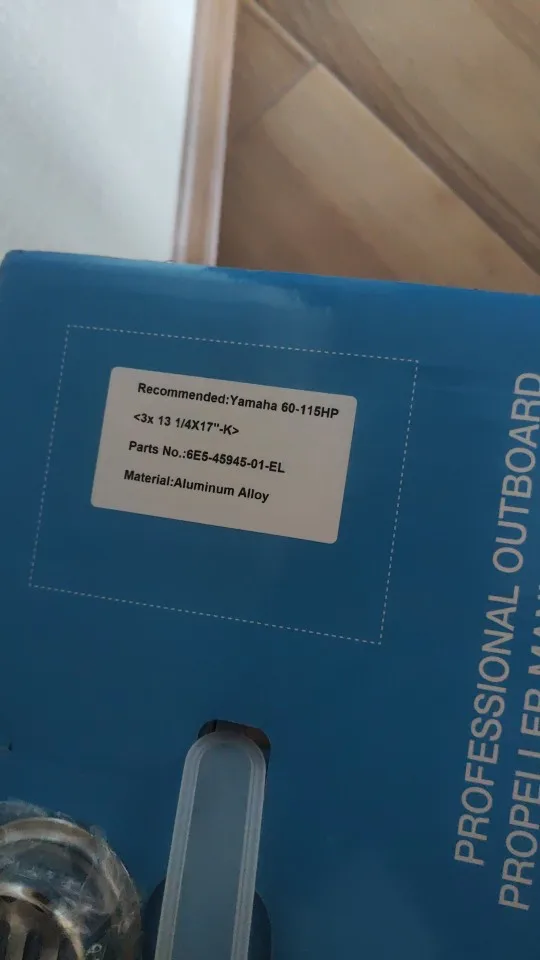 Recommended:Yamaha 60-115HP
<3x 13 1/4X17"-K>
Parts No.:6E5-45945-01-EL
Material:Aluminum Alloy
PROFESSIONAL OUTBOARD
PROPELLER